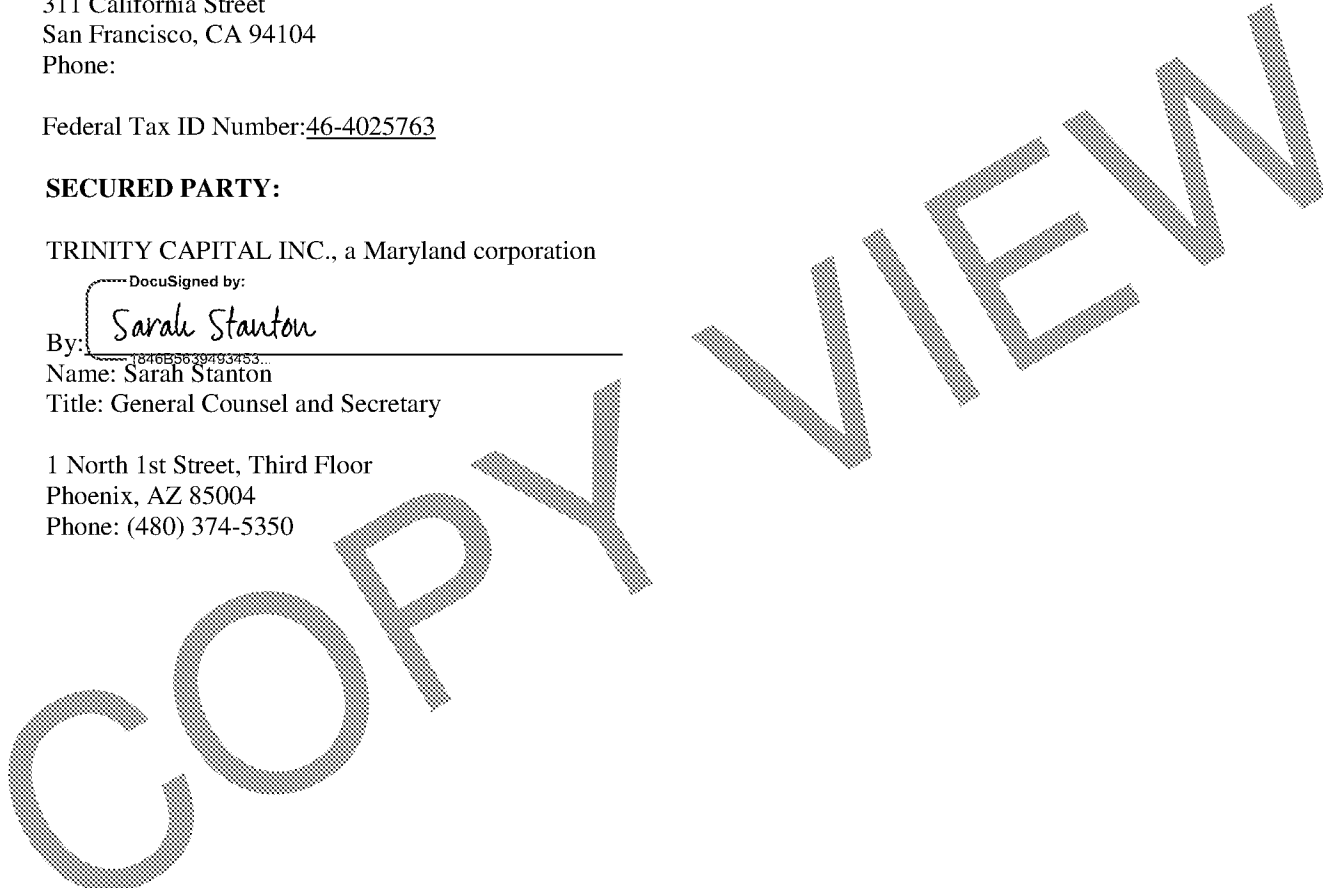 311 California Street
San Francisco, CA 94104
Phone:
Federal Tax ID Number:46-4025763
SECURED PARTY:
TRINITY CAPITAL INC., a Maryland corporation
DocuSigned by:
Sarah Stanton
By:
1846B5639493453...
Name: Sarah Stanton
Title: General Counsel and Secretary
1 North 1st Street, Third Floor
Phoenix, AZ 85004
Phone: (480) 374-5350
COPY VIEW